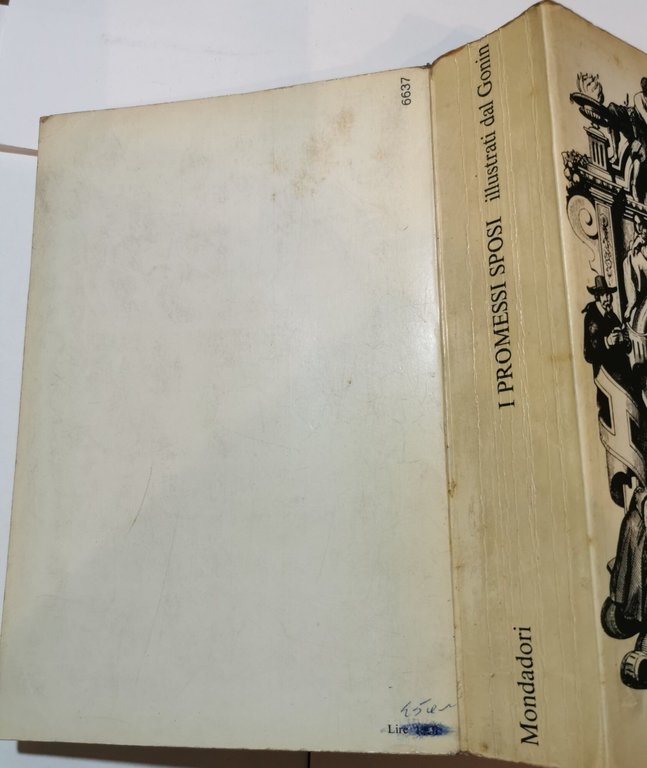 6637
I PROMESSI SPOSI illustrati dal Gonin
Mondadori
Lire